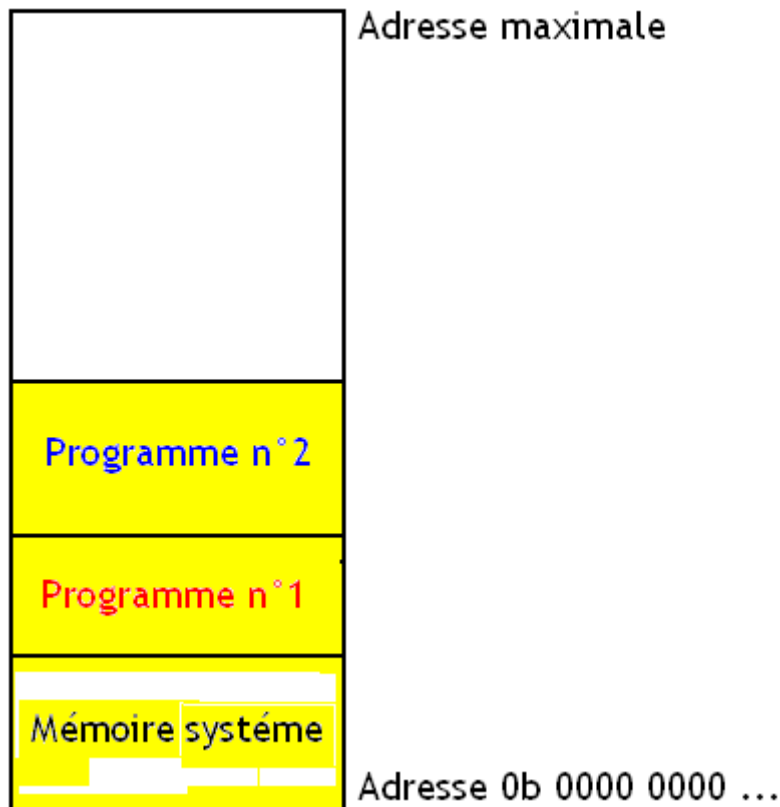 Adresse maximale
Programme n°2
Programme n°1
Mémoire systéme
Adresse 0b 0000 0000 ...